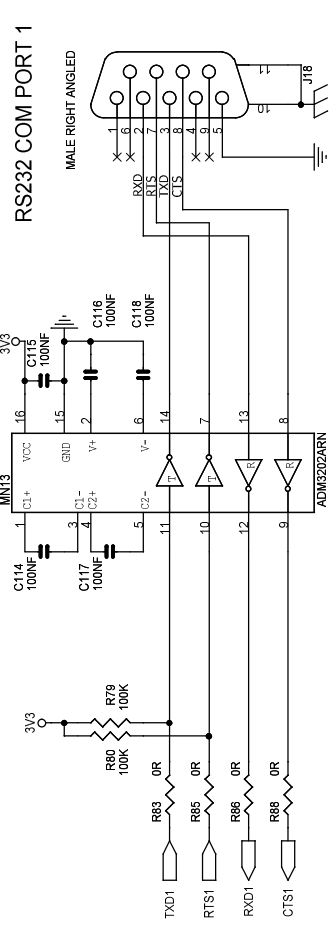 RS232 COM PORT 1
MALE RIGHT ANGLED
J18
11
10
1
6
2
7
3
8
4
9
5
RXD
RTS
TXD
CTS
3V3
C115
100NF
C116
100NF
C118
100NF
16
15
2
6
14
7
13
8
MN13
VCC
GND
V+
V-
C1+
C1-
C2+
C2-
T
T
R
R
ADM3202ARN
1
3
4
5
11
10
12
9
C114
100NF
C117
100NF
3V3
R79
100K
R80
100K
R83
0R
R85
0R
R86
0R
R88
0R
TXD1
RTS1
RXD1
CTS1